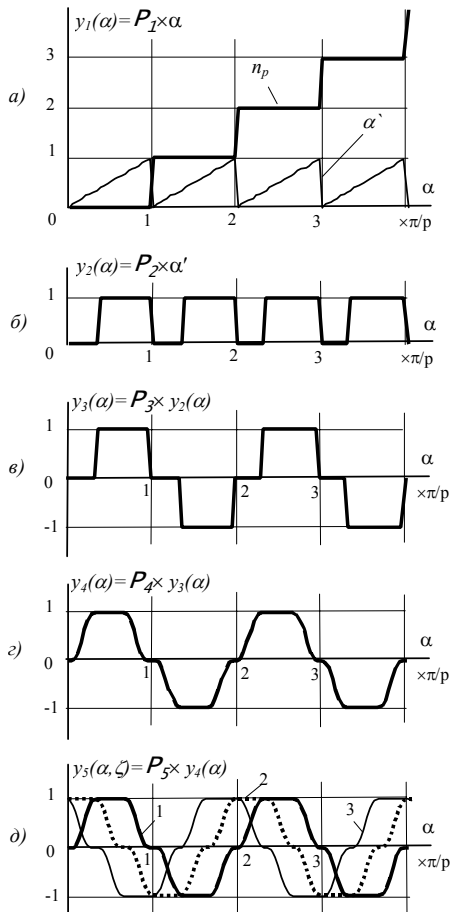 y₁(α)= P₁×α
3
n_p
2
а)
α`
1
α
0
1
2
3
×π/p
y₂(α)= P₂×α′
1
б)
α
0
1
2
3
×π/p
y₃(α)= P₃× y₂(α)
1
в)
α
0
1
2
3
×π/p
-1
y₄(α)= P₄× y₃(α)
1
г)
α
0
1
2
3
×π/p
-1
y₅(α,ζ)= P₅× y₄(α)
2
1
1
3
д)
α
0
1
2
3
×π/p
-1